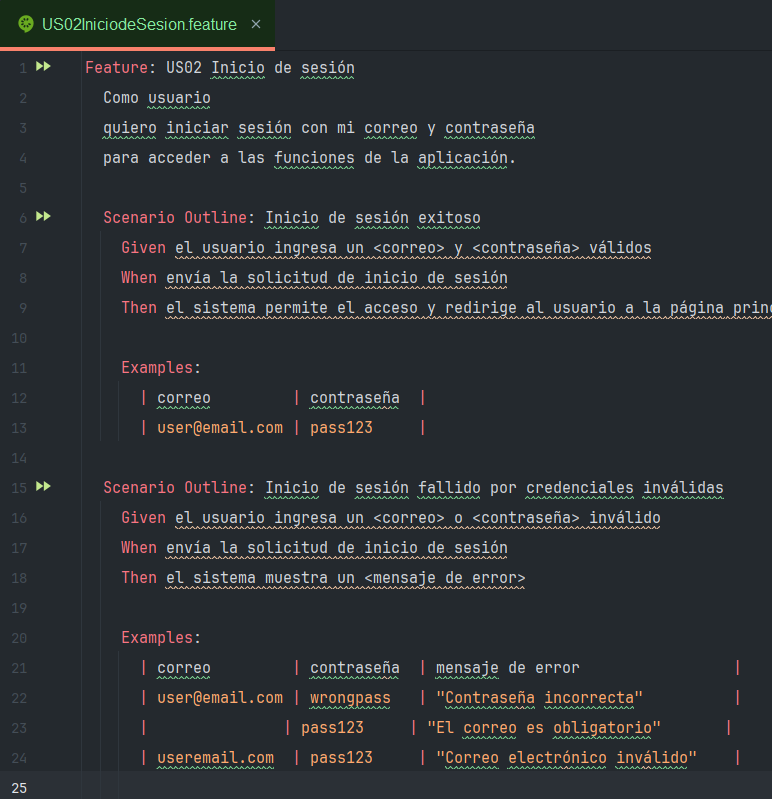 US02IniciodeSesion.feature ×
1 Feature: US02 Inicio de sesión
2 Como usuario
3 quiero iniciar sesión con mi correo y contraseña
4 para acceder a las funciones de la aplicación.
5
6 Scenario Outline: Inicio de sesión exitoso
7 Given el usuario ingresa un <correo> y <contraseña> válidos
8 When envía la solicitud de inicio de sesión
9 Then el sistema permite el acceso y redirige al usuario a la página princ
10
11 Examples:
12 | correo | contraseña |
13 | user@email.com | pass123 |
14
15 Scenario Outline: Inicio de sesión fallido por credenciales inválidas
16 Given el usuario ingresa un <correo> o <contraseña> inválido
17 When envía la solicitud de inicio de sesión
18 Then el sistema muestra un <mensaje de error>
19
20 Examples:
21 | correo | contraseña | mensaje de error |
22 | user@email.com | wrongpass | "Contraseña incorrecta" |
23 | | pass123 | "El correo es obligatorio" |
24 | useremail.com | pass123 | "Correo electrónico inválido" |
25